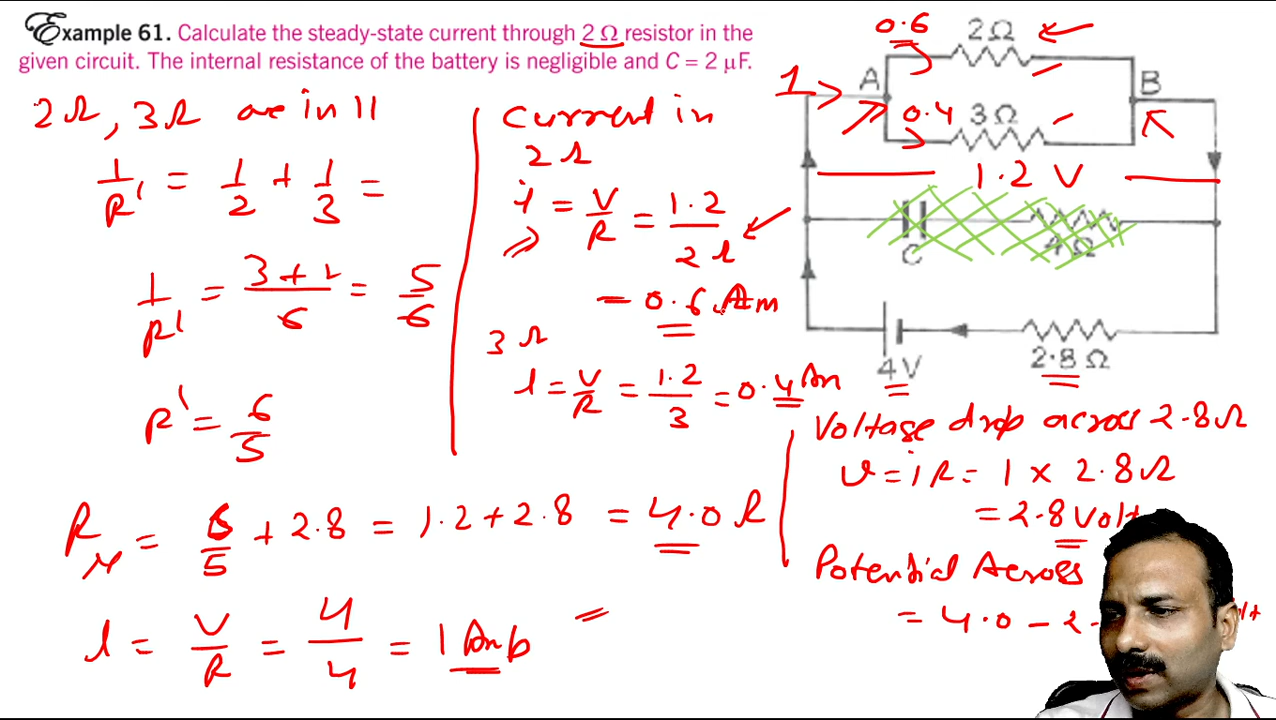 Example 61. Calculate the steady-state current through 2 Ω resistor in the
given circuit. The internal resistance of the battery is negligible and C = 2 μF.
2Ω, 3Ω are in ||
1/R' = 1/2 + 1/3 =
1/R' = 3+2/6 = 5/6
R' = 6/5
R = 6/5 + 2.8 = 1.2 + 2.8 = 4.0 Ω
i = V/R = 4/4 = 1 Amp
Current in
2Ω
i = V/R = 1.2/2Ω
= 0.6 Am
3Ω
i = V/R = 1.2/3 = 0.4 Am
0.6 2Ω
1 A B
0.4 3Ω
1.2 V
C 4Ω
4V 2·8 Ω
Voltage drop across 2.8Ω
V = iR = 1 × 2.8Ω
= 2.8 Volt
Potential Across
= 4.0 - 2